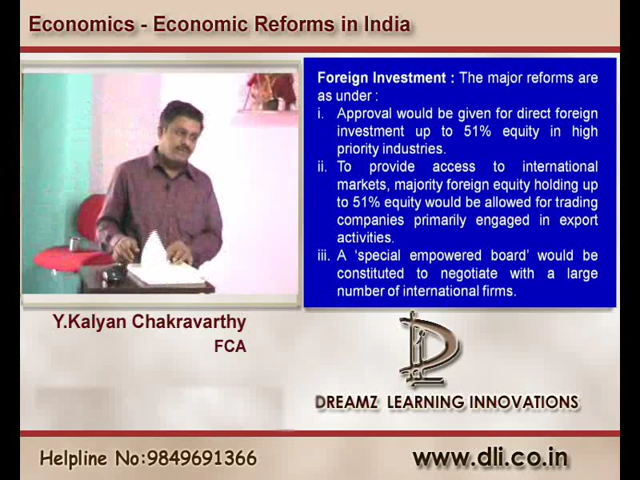 Economics - Economic Reforms in India
Foreign Investment : The major reforms are
as under :
i. Approval would be given for direct foreign
investment up to 51% equity in high
priority industries.
ii. To provide access to international
markets, majority foreign equity holding up
to 51% equity would be allowed for trading
companies primarily engaged in export
activities.
iii. A ‘special empowered board’ would be
constituted to negotiate with a large
number of international firms.
Y.Kalyan Chakravarthy
FCA
DREAMZ LEARNING INNOVATIONS
Helpline No:9849691366
www.dli.co.in